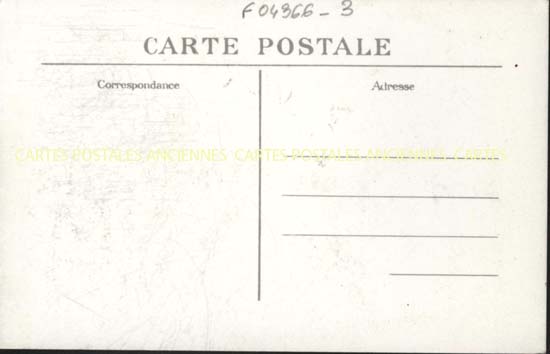 F04366-3
CARTE POSTALE
Correspondance
Adresse
CARTES POSTALES ANCIENNES CARTES POSTALES ANCIENNES CARTES